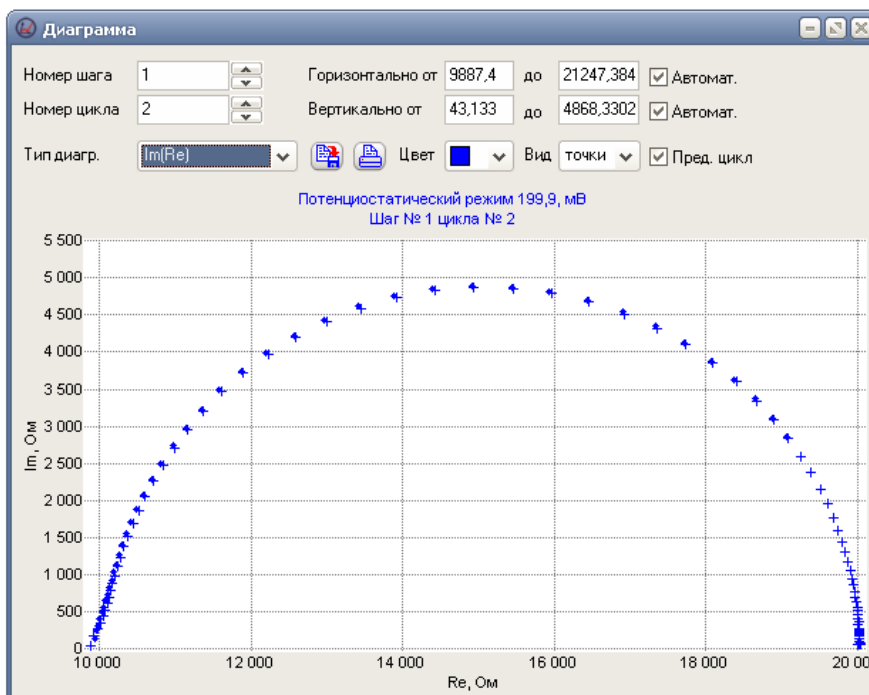 Диаграмма
Номер шага 1 Горизонтально от 9887,4 до 21247,384 Автомат.
Номер цикла 2 Вертикально от 43,133 до 4868,3302 Автомат.
Тип диагр. Im(Re) Цвет Вид точки Пред. цикл
Потенциостатический режим 199,9, мВ
Шаг № 1 цикла № 2
5 500
5 000
4 500
4 000
3 500
3 000
2 500
2 000
1 500
1 000
500
0
Im, Ом
10 000 12 000 14 000 16 000 18 000 20 00
Re, Ом